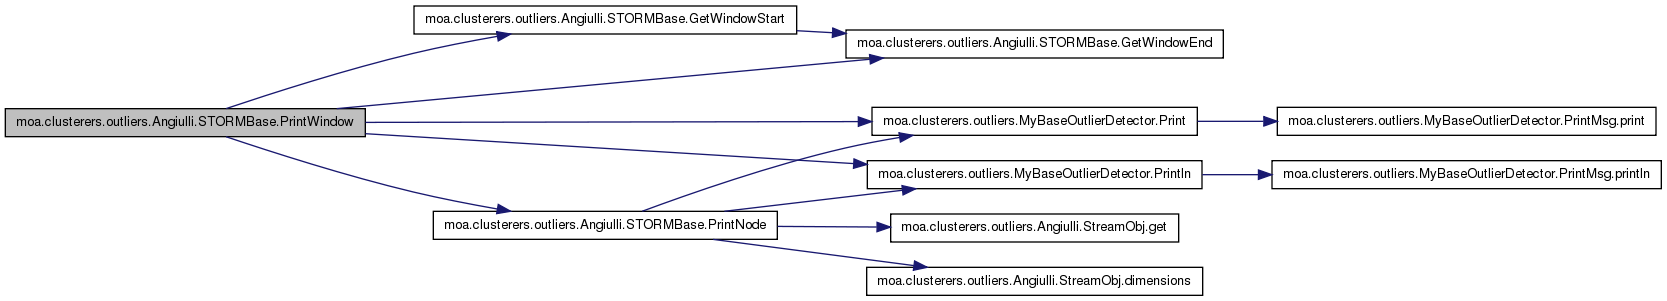 moa.clusterers.outliers.Angiulli.STORMBase.GetWindowStart
moa.clusterers.outliers.Angiulli.STORMBase.GetWindowEnd
moa.clusterers.outliers.Angiulli.STORMBase.PrintWindow
moa.clusterers.outliers.MyBaseOutlierDetector.Print
moa.clusterers.outliers.MyBaseOutlierDetector.PrintMsg.print
moa.clusterers.outliers.MyBaseOutlierDetector.Println
moa.clusterers.outliers.MyBaseOutlierDetector.PrintMsg.println
moa.clusterers.outliers.Angiulli.STORMBase.PrintNode
moa.clusterers.outliers.Angiulli.StreamObj.get
moa.clusterers.outliers.Angiulli.StreamObj.dimensions